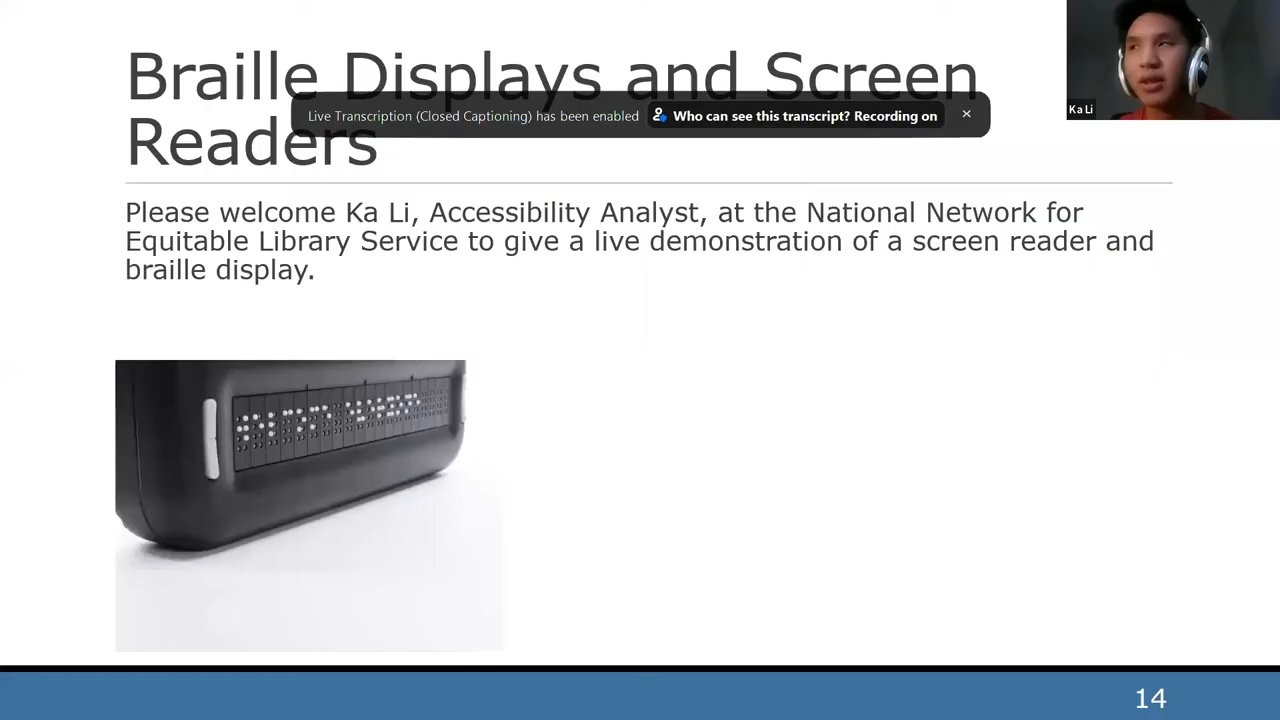 Braille Displays and Screen
Readers
Live Transcription (Closed Captioning) has been enabled
Who can see this transcript? Recording on
Ka Li
Please welcome Ka Li, Accessibility Analyst, at the National Network for
Equitable Library Service to give a live demonstration of a screen reader and
braille display.
14